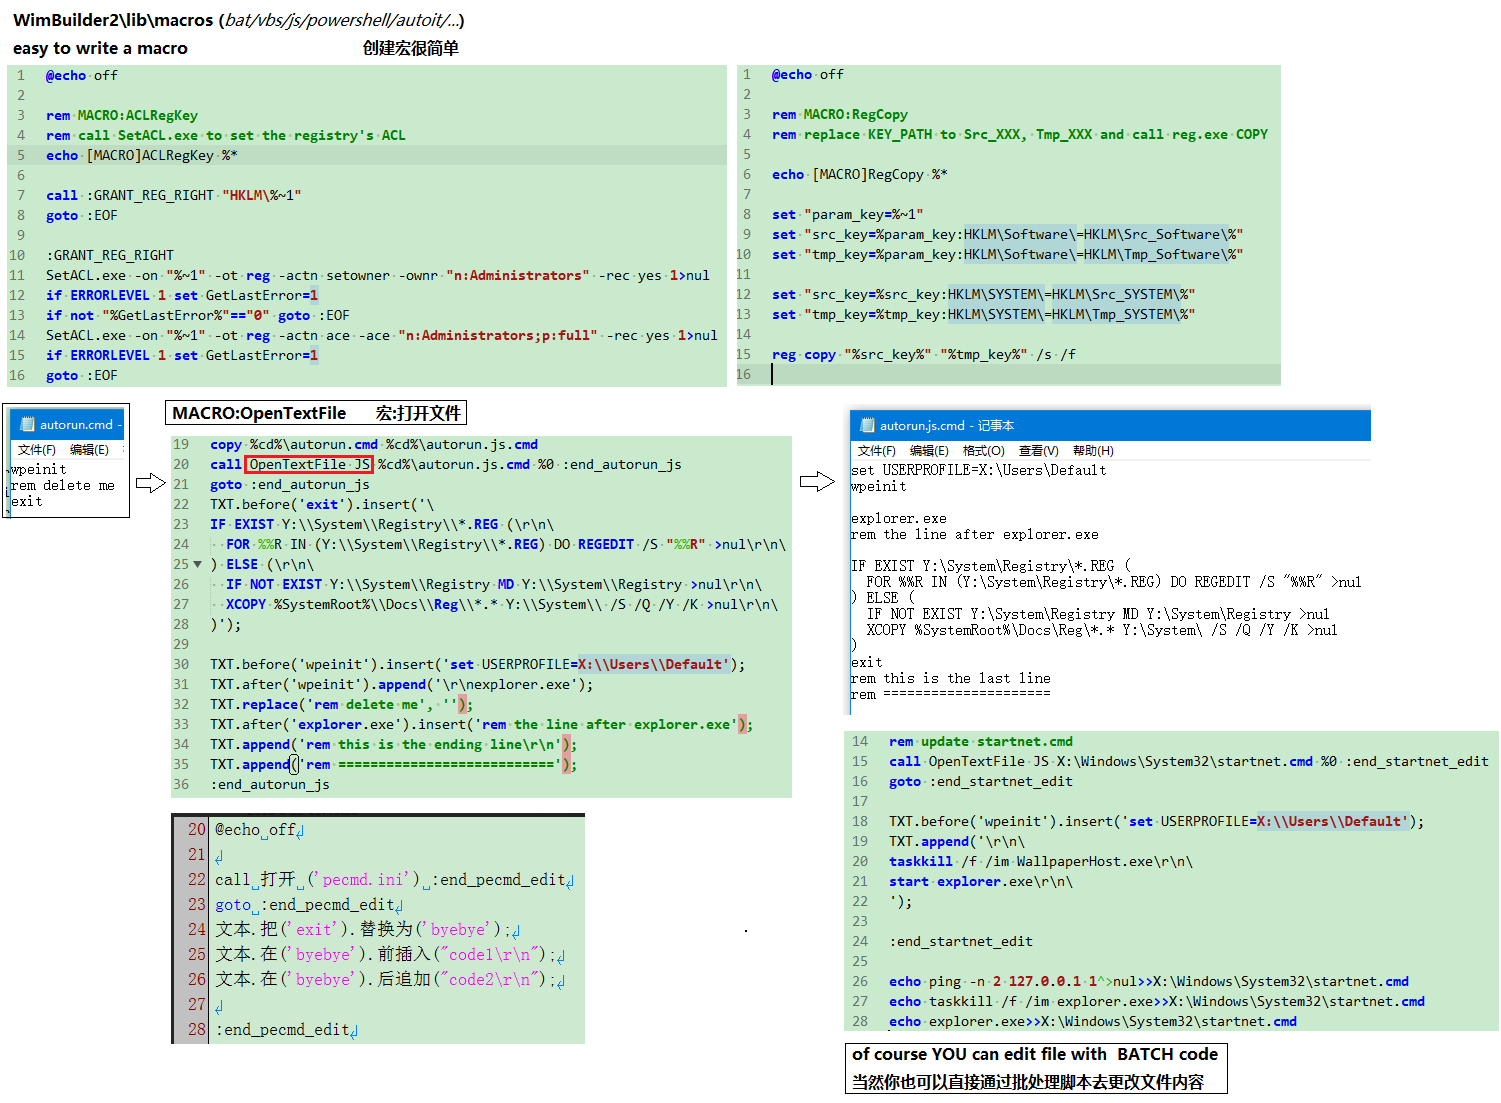 WimBuilder2\lib\macros (bat/vbs/js/powershell/autoit/...)
easy to write a macro 创建宏很简单
1 @echo off
2
3 rem MACRO:ACLRegKey
4 rem call SetACL.exe to set the registry's ACL
5 echo [MACRO]ACLRegKey %*
6
7 call :GRANT_REG_RIGHT "HKLM\%~1"
8 goto :EOF
9
10 :GRANT_REG_RIGHT
11 SetACL.exe -on "%~1" -ot reg -actn setowner -ownr "n:Administrators" -rec yes 1>nul
12 if ERRORLEVEL 1 set GetLastError=1
13 if not "%GetLastError%"=="0" goto :EOF
14 SetACL.exe -on "%~1" -ot reg -actn ace -ace "n:Administrators;p:full" -rec yes 1>nul
15 if ERRORLEVEL 1 set GetLastError=1
16 goto :EOF
1 @echo off
2
3 rem MACRO:RegCopy
4 rem replace KEY_PATH to Src_XXX, Tmp_XXX and call reg.exe COPY
5
6 echo [MACRO]RegCopy %*
7
8 set "param_key=%~1"
9 set "src_key=%param_key:HKLM\Software\=HKLM\Src_Software\%"
10 set "tmp_key=%param_key:HKLM\Software\=HKLM\Tmp_Software\%"
11
12 set "src_key=%src_key:HKLM\SYSTEM\=HKLM\Src_SYSTEM\%"
13 set "tmp_key=%tmp_key:HKLM\SYSTEM\=HKLM\Tmp_SYSTEM\%"
14
15 reg copy "%src_key%" "%tmp_key%" /s /f
16
autorun.cmd -
文件(F) 编辑(E)
wpeinit
rem delete me
exit
MACRO:OpenTextFile 宏:打开文件
19 copy %cd%\autorun.cmd %cd%\autorun.js.cmd
20 call OpenTextFile JS %cd%\autorun.js.cmd %0 :end_autorun_js
21 goto :end_autorun_js
22 TXT.before('exit').insert('\
23 IF EXIST Y:\\System\\Registry\\*.REG (\r\n\
24 FOR %%R IN (Y:\\System\\Registry\\*.REG) DO REGEDIT /S "%%R" >nul\r\n\
25 ) ELSE (\r\n\
26 IF NOT EXIST Y:\\System\\Registry MD Y:\\System\\Registry >nul\r\n\
27 XCOPY %SystemRoot%\\Docs\\Reg\\*.* Y:\\System\\ /S /Q /Y /K >nul\r\n\
28 )');
29
30 TXT.before('wpeinit').insert('set USERPROFILE=X:\\Users\\Default');
31 TXT.after('wpeinit').append('\r\nexplorer.exe');
32 TXT.replace('rem delete me', '');
33 TXT.after('explorer.exe').insert('rem the line after explorer.exe');
34 TXT.append('rem this is the ending line\r\n');
35 TXT.append('rem ===========================');
36 :end_autorun_js
autorun.js.cmd - 记事本
文件(F) 编辑(E) 格式(O) 查看(V) 帮助(H)
set USERPROFILE=X:\Users\Default
wpeinit
explorer.exe
rem the line after explorer.exe
IF EXIST Y:\System\Registry\*.REG (
FOR %%R IN (Y:\System\Registry\*.REG) DO REGEDIT /S "%%R" >nul
) ELSE (
IF NOT EXIST Y:\System\Registry MD Y:\System\Registry >nul
XCOPY %SystemRoot%\Docs\Reg\*.* Y:\System\ /S /Q /Y /K >nul
)
exit
rem this is the last line
rem =====================
20 @echo off
21
22 call 打开 ('pecmd.ini') :end_pecmd_edit
23 goto :end_pecmd_edit
24 文本.把('exit').替换为('byebye');
25 文本.在('byebye').前插入("code1\r\n");
26 文本.在('byebye').后追加("code2\r\n");
27
28 :end_pecmd_edit
14 rem update startnet.cmd
15 call OpenTextFile JS X:\Windows\System32\startnet.cmd %0 :end_startnet_edit
16 goto :end_startnet_edit
17
18 TXT.before('wpeinit').insert('set USERPROFILE=X:\\Users\\Default');
19 TXT.append('\r\n\
20 taskkill /f /im WallpaperHost.exe\r\n\
21 start explorer.exe\r\n\
22 ');
23
24 :end_startnet_edit
25
26 echo ping -n 2 127.0.0.1 1^>nul>>X:\Windows\System32\startnet.cmd
27 echo taskkill /f /im explorer.exe>>X:\Windows\System32\startnet.cmd
28 echo explorer.exe>>X:\Windows\System32\startnet.cmd
of course YOU can edit file with BATCH code
当然你也可以直接通过批处理脚本去更改文件内容